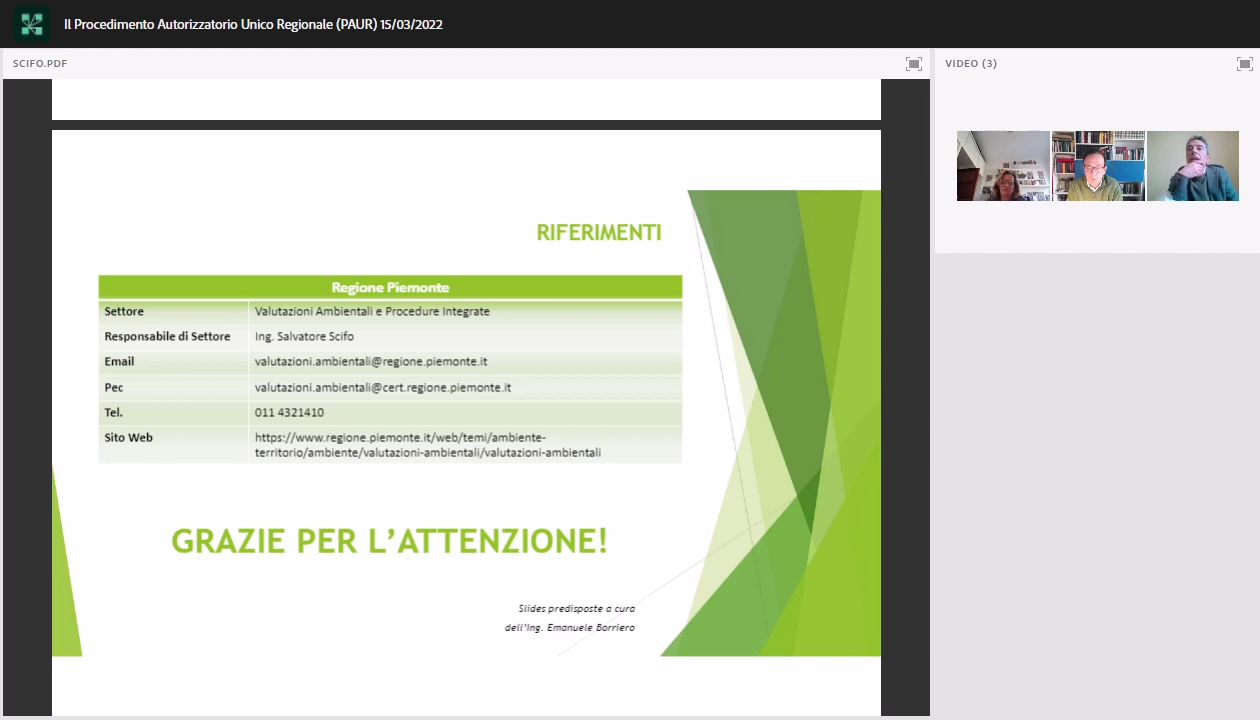 Il Procedimento Autorizzatorio Unico Regionale (PAUR) 15/03/2022
SCIFO.PDF
VIDEO (3)
RIFERIMENTI
Regione Piemonte
Settore Valutazioni Ambientali e Procedure Integrate
Responsabile di Settore Ing. Salvatore Scifo
Email valutazioni.ambientali@regione.piemonte.it
Pec valutazioni.ambientali@cert.regione.piemonte.it
Tel. 011 4321410
Sito Web https://www.regione.piemonte.it/web/temi/ambiente-
territorio/ambiente/valutazioni-ambientali/valutazioni-ambientali
GRAZIE PER L’ATTENZIONE!
Slides predisposte a cura
dell’Ing. Emanuele Borriero